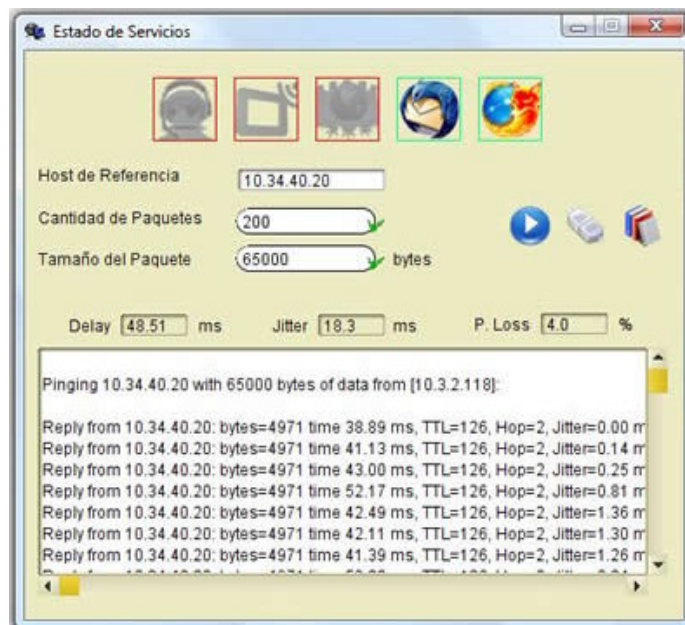 Estado de Servicios
Host de Referencia 10.34.40.20
Cantidad de Paquetes 200
Tamaño del Paquete 65000 bytes
Delay 48.51 ms Jitter 18.3 ms P. Loss 4.0 %
Pinging 10.34.40.20 with 65000 bytes of data from [10.3.2.118]:
Reply from 10.34.40.20: bytes=4971 time 38.89 ms, TTL=126, Hop=2, Jitter=0.00 m
Reply from 10.34.40.20: bytes=4971 time 41.13 ms, TTL=126, Hop=2, Jitter=0.14 m
Reply from 10.34.40.20: bytes=4971 time 43.00 ms, TTL=126, Hop=2, Jitter=0.25 m
Reply from 10.34.40.20: bytes=4971 time 52.17 ms, TTL=126, Hop=2, Jitter=0.81 m
Reply from 10.34.40.20: bytes=4971 time 42.49 ms, TTL=126, Hop=2, Jitter=1.36 m
Reply from 10.34.40.20: bytes=4971 time 42.11 ms, TTL=126, Hop=2, Jitter=1.30 m
Reply from 10.34.40.20: bytes=4971 time 41.39 ms, TTL=126, Hop=2, Jitter=1.26 m